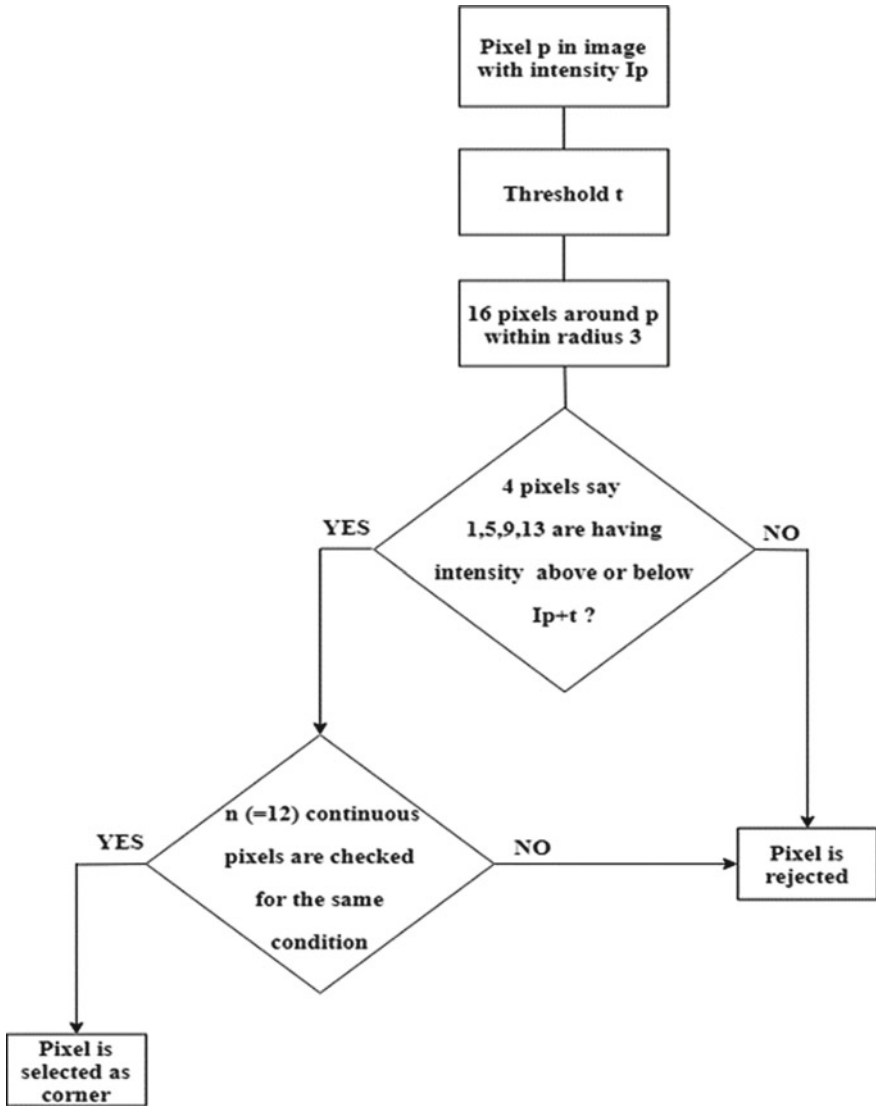 Pixel p in image
with intensity Ip
Threshold t
16 pixels around p
within radius 3
4 pixels say
1,5,9,13 are having
intensity above or below
Ip+t ?
YES
NO
n (=12) continuous
pixels are checked
for the same
condition
YES
NO
Pixel is
rejected
Pixel is
selected as
corner